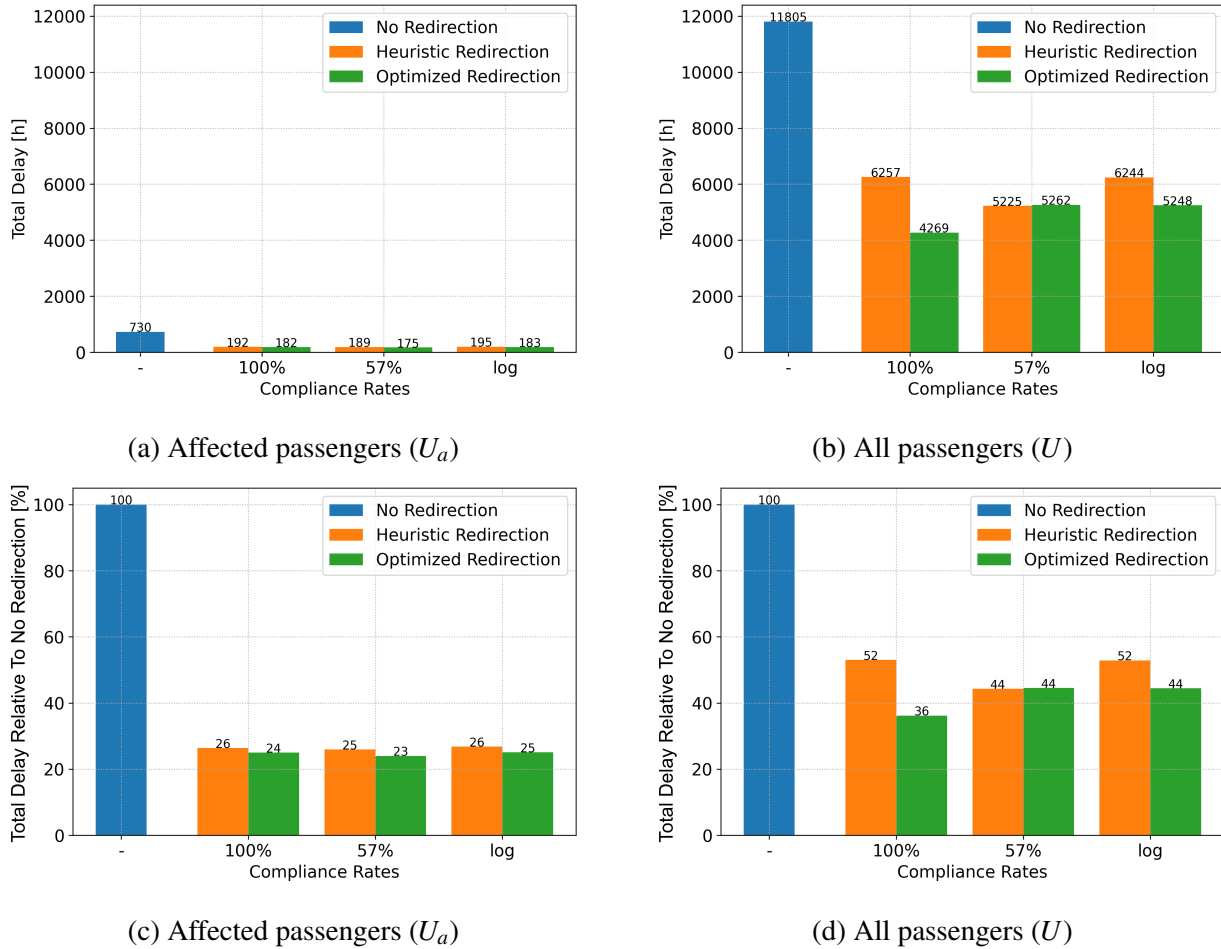 12000
10000
8000
6000
4000
2000
0
Total Delay [h]
No Redirection
Heuristic Redirection
Optimized Redirection
730
192
182
189
175
195
183
-
100%
57%
log
Compliance Rates
(a) Affected passengers (U_a)
12000
10000
8000
6000
4000
2000
0
Total Delay [h]
No Redirection
Heuristic Redirection
Optimized Redirection
11805
6257
4269
5225
5262
6244
5248
-
100%
57%
log
Compliance Rates
(b) All passengers (U)
100
80
60
40
20
0
Total Delay Relative To No Redirection [%]
No Redirection
Heuristic Redirection
Optimized Redirection
100
26
24
25
23
26
25
-
100%
57%
log
Compliance Rates
(c) Affected passengers (U_a)
100
80
60
40
20
0
Total Delay Relative To No Redirection [%]
No Redirection
Heuristic Redirection
Optimized Redirection
100
52
36
44
44
52
44
-
100%
57%
log
Compliance Rates
(d) All passengers (U)